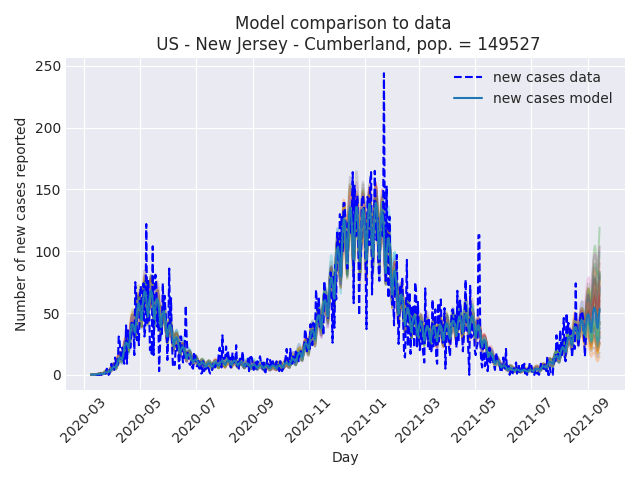 Model comparison to data
US - New Jersey - Cumberland, pop. = 149527
250
200
150
100
50
0
Number of new cases reported
new cases data
new cases model
2020-03
2020-05
2020-07
2020-09
2020-11
2021-01
2021-03
2021-05
2021-07
2021-09
Day